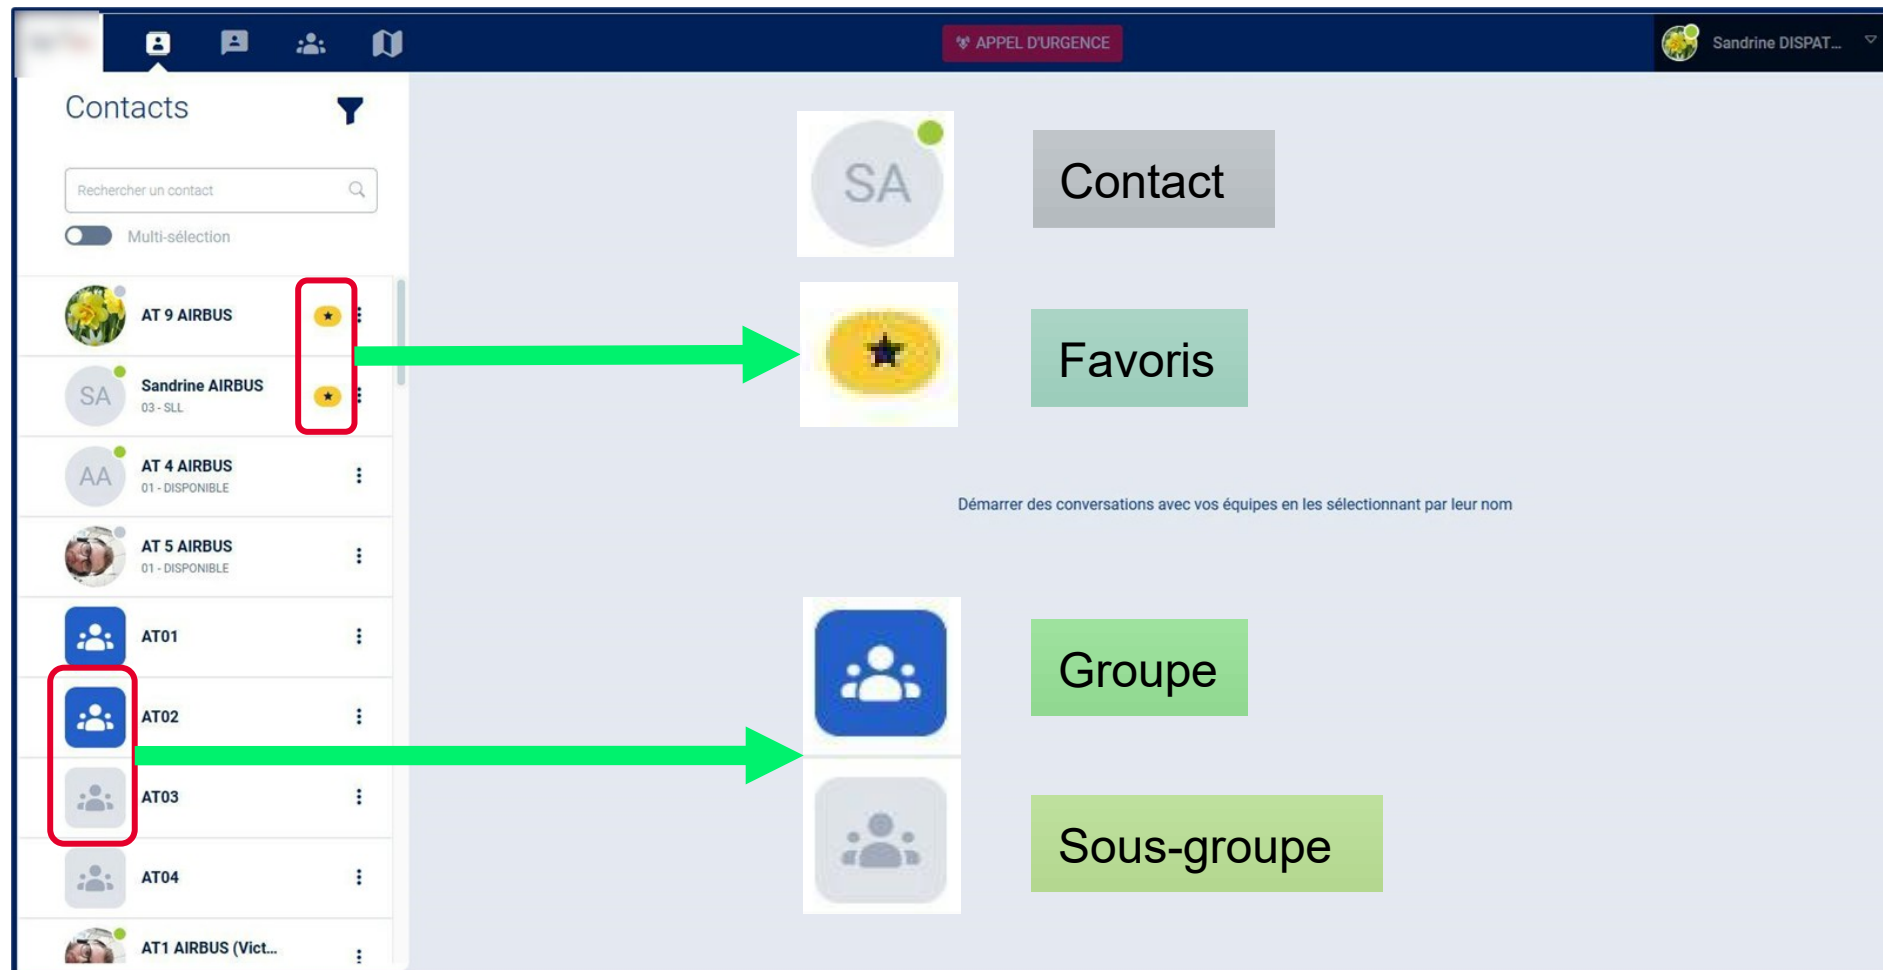 APPEL D'URGENCE
Sandrine DISPAT...
Contacts
Rechercher un contact
Multi-sélection
AT 9 AIRBUS
SA
Sandrine AIRBUS
03 - SLL
AA
AT 4 AIRBUS
01 - DISPONIBLE
AT 5 AIRBUS
01 - DISPONIBLE
AT01
AT02
AT03
AT04
AT1 AIRBUS (Vict...
SA
Contact
Favoris
Démarrer des conversations avec vos équipes en les sélectionnant par leur nom
Groupe
Sous-groupe